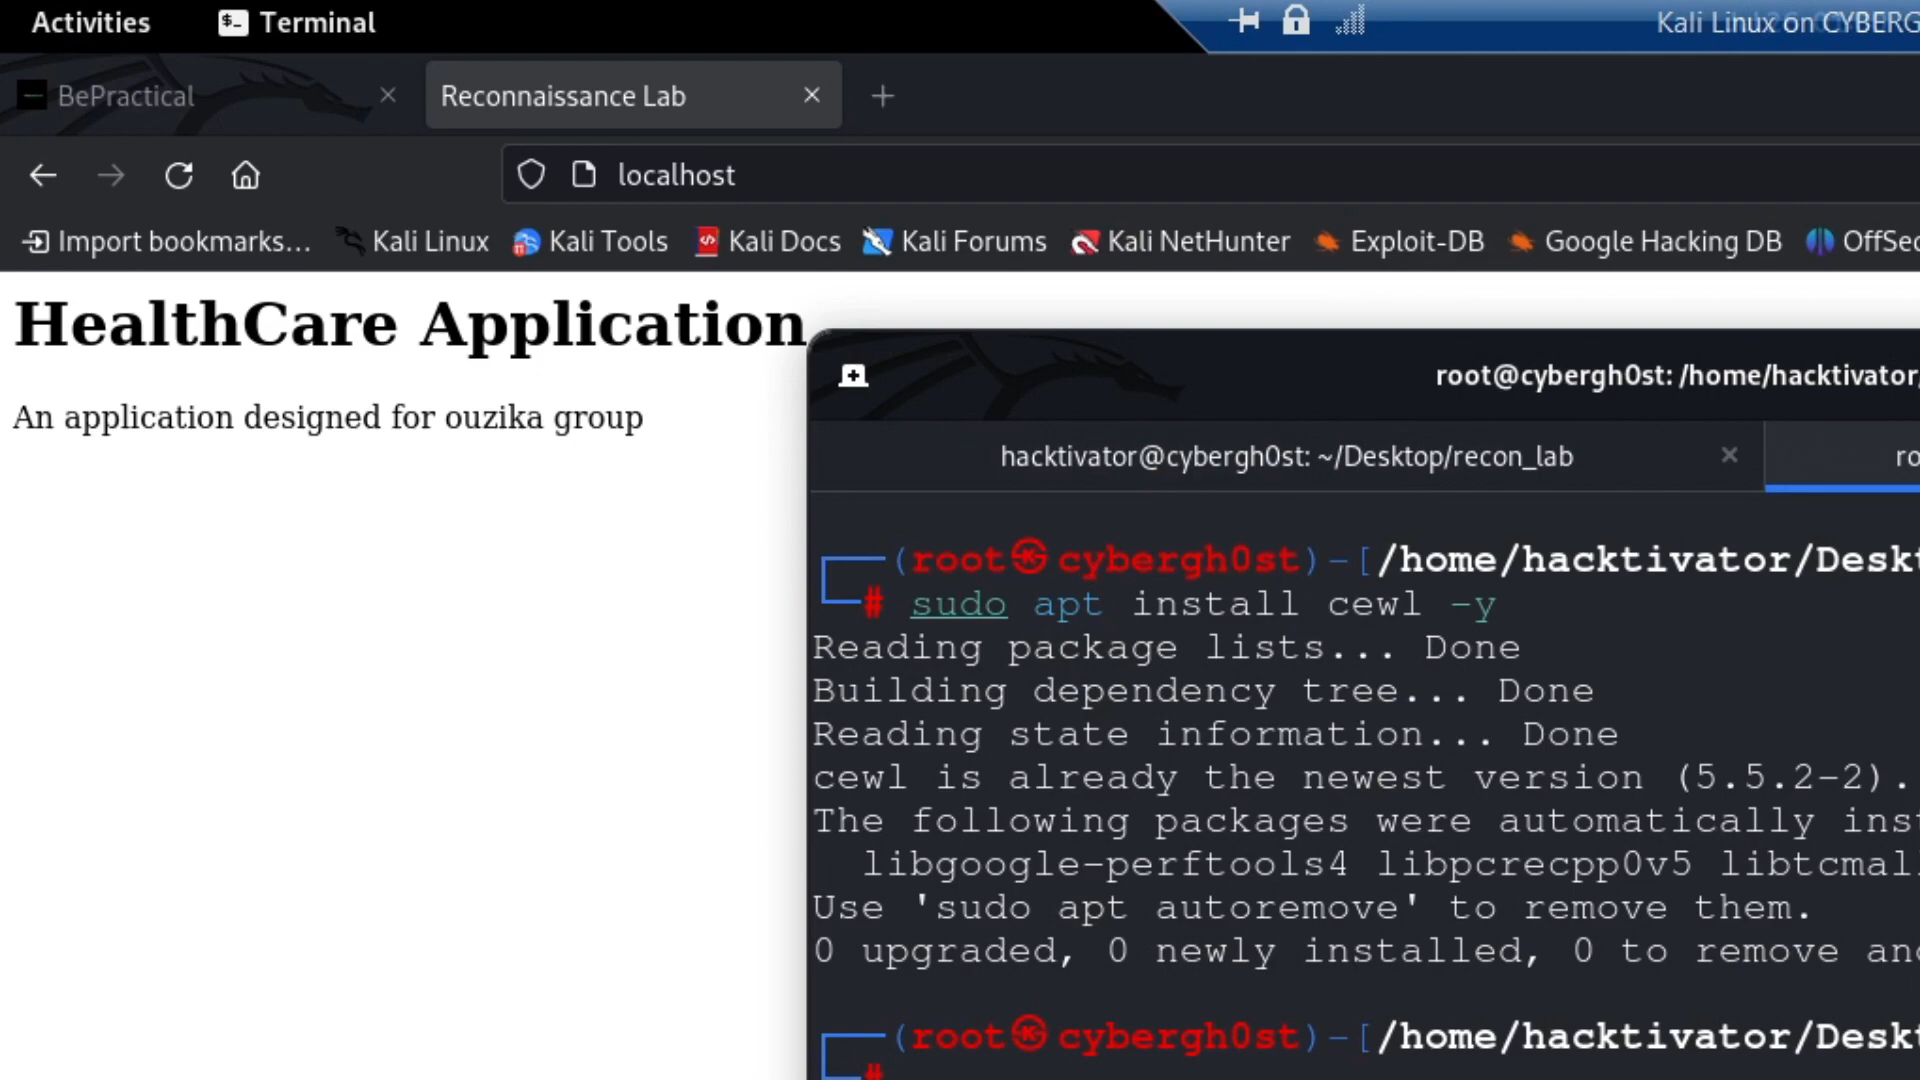 Activities Terminal Kali Linux on CYBERG
BePractical Reconnaissance Lab
localhost
Import bookmarks... Kali Linux Kali Tools Kali Docs Kali Forums Kali NetHunter Exploit-DB Google Hacking DB OffSec
HealthCare Application
An application designed for ouzika group
root@cybergh0st: /home/hacktivator/
hacktivator@cybergh0st: ~/Desktop/recon_lab ro
(root㉿cybergh0st)-[/home/hacktivator/Deskt
# sudo apt install cewl -y
Reading package lists... Done
Building dependency tree... Done
Reading state information... Done
cewl is already the newest version (5.5.2-2).
The following packages were automatically inst
libgoogle-perftools4 libpcrecpp0v5 libtcmall
Use 'sudo apt autoremove' to remove them.
0 upgraded, 0 newly installed, 0 to remove and
(root㉿cybergh0st)-[/home/hacktivator/Deskt
#